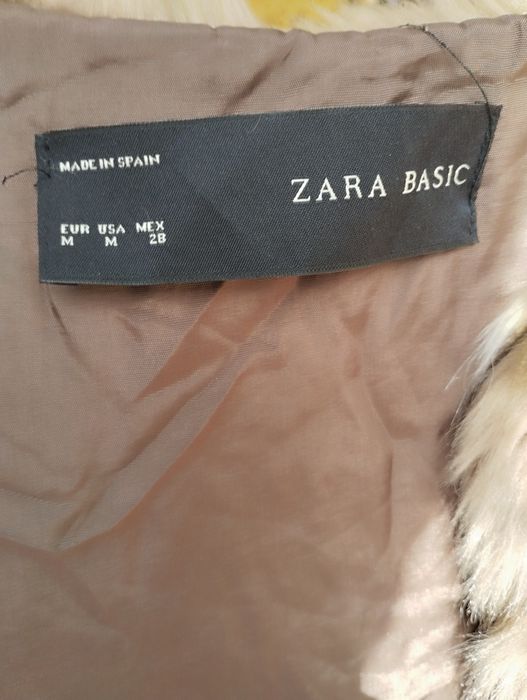 MADE IN SPAIN
ZARA BASIC
EUR USA MEX
M M 28